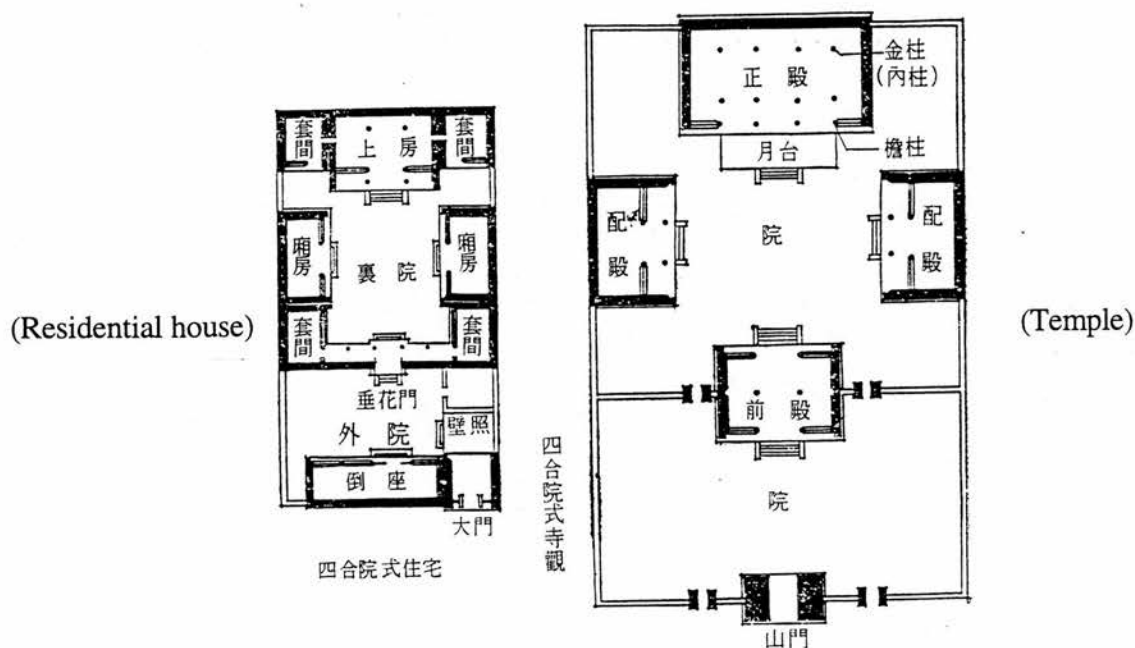 (Residential house)
套間
上房
套間
廂房
裏院
廂房
套間
套間
垂花門
外院
壁照
倒座
大門
四合院式住宅
四合院式寺觀
正殿
金柱
(內柱)
檐柱
月台
配殿
院
配殿
前殿
院
山門
(Temple)